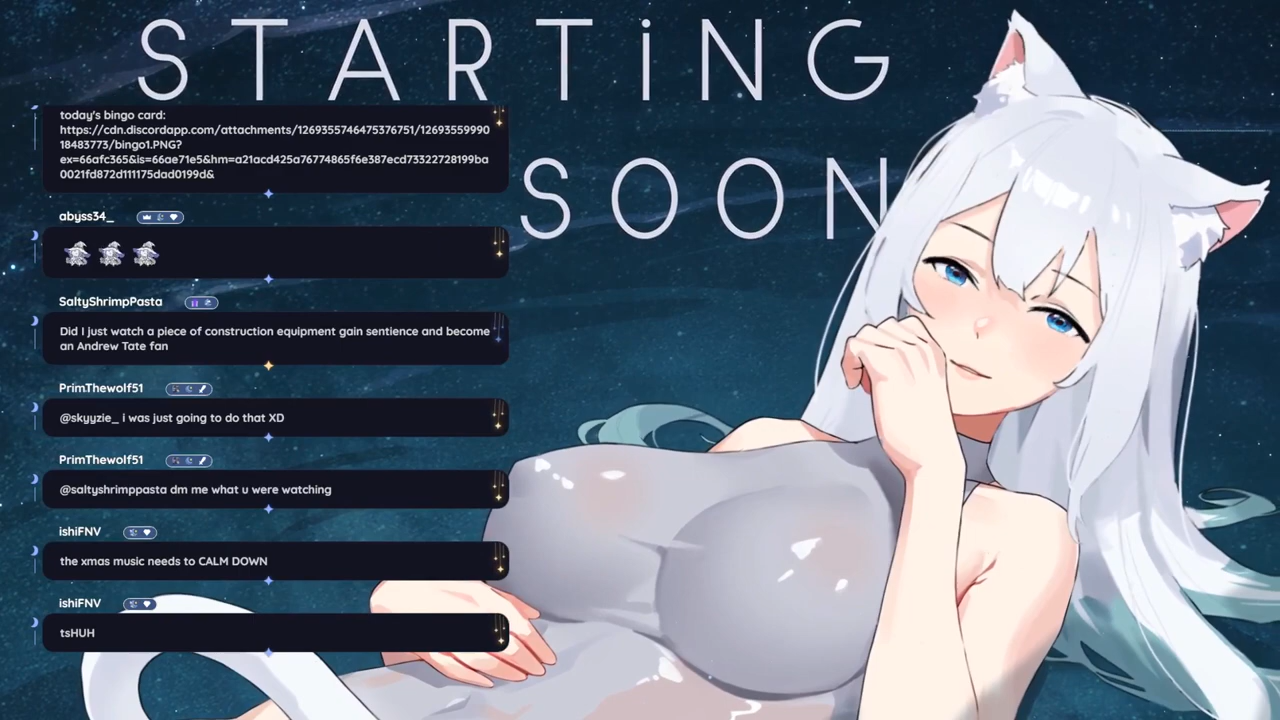 STARTiNG
SOON
today's bingo card:
https://cdn.discordapp.com/attachments/1269355746475376751/12693559990
18483773/bingo1.PNG?
ex=66afc365&is=66ae71e5&hm=a21acd425a76774865f6e387ecd73322728199ba
0021fd872d111175dad0199d&
abyss34_
SaltyShrimpPasta
Did I just watch a piece of construction equipment gain sentience and become
an Andrew Tate fan
PrimThewolf51
@skyyzie_ i was just going to do that XD
PrimThewolf51
@saltyshrimppasta dm me what u were watching
ishiFNV
the xmas music needs to CALM DOWN
ishiFNV
tsHUH